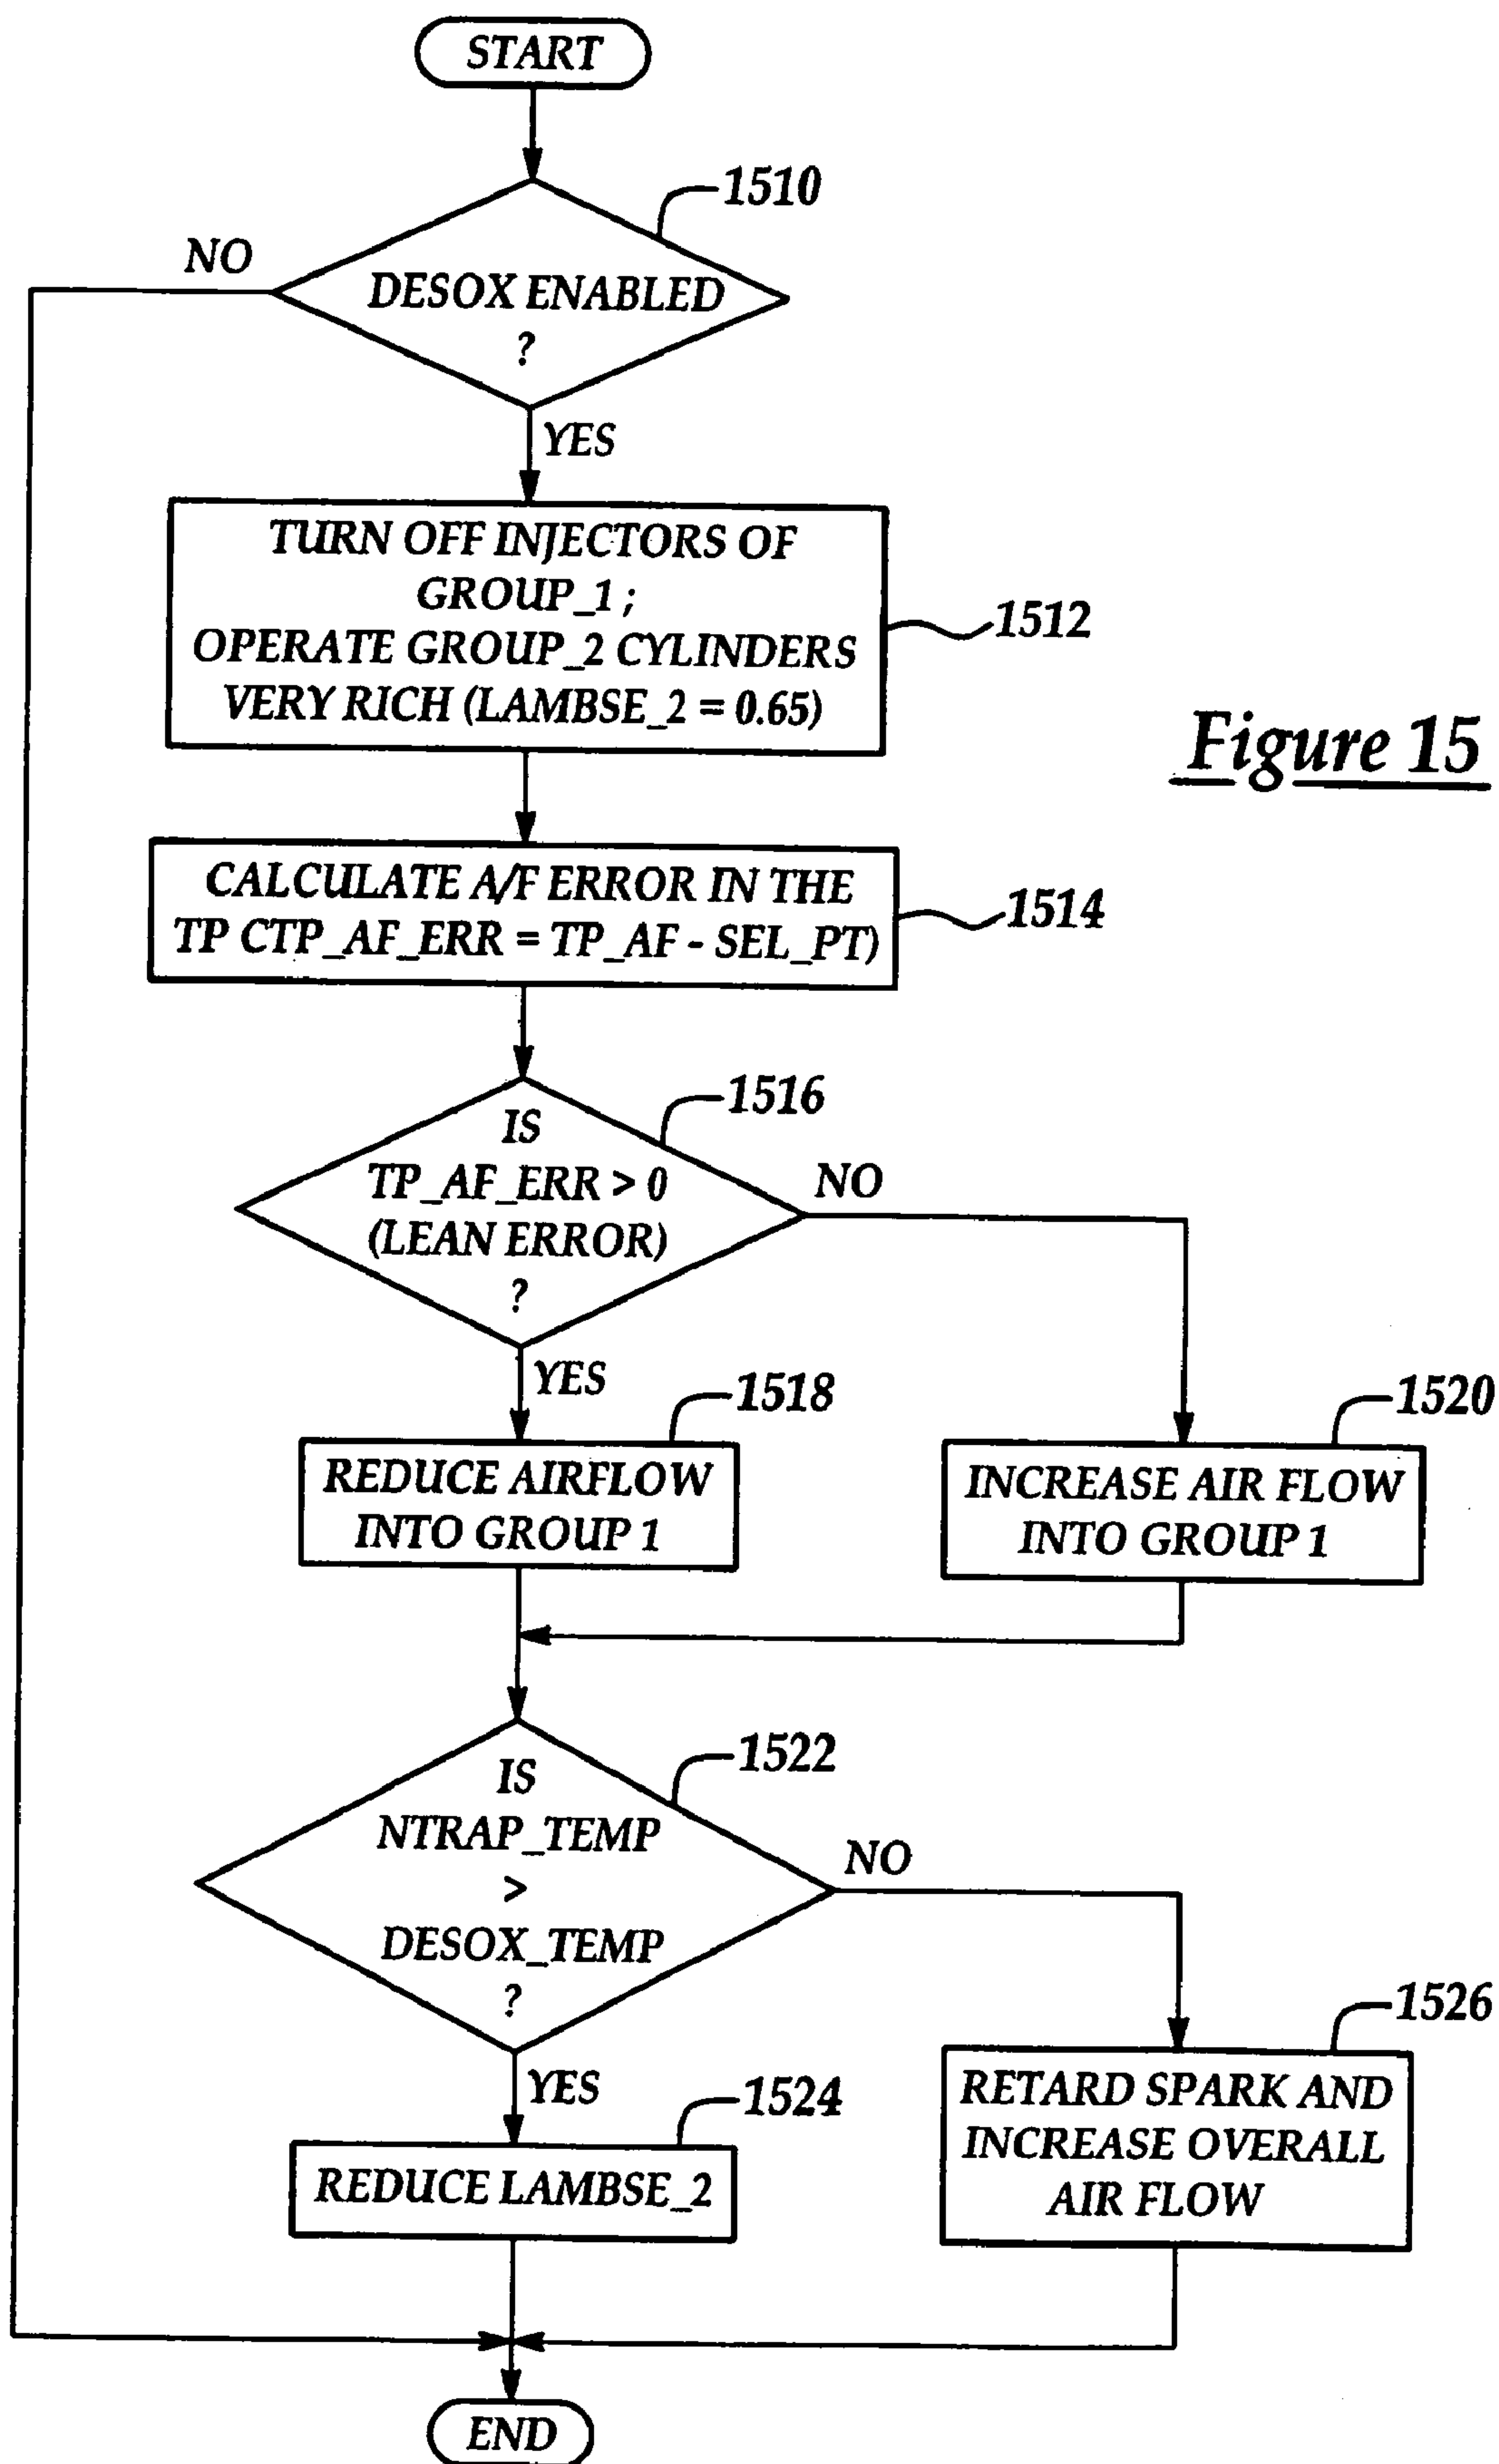 START
1510
NO
DESOX ENABLED
?
YES
TURN OFF INJECTORS OF
GROUP_1 ;
OPERATE GROUP_2 CYLINDERS
VERY RICH (LAMBSE_2 = 0.65)
1512
Figure 15
CALCULATE A/F ERROR IN THE
TP CTP_AF_ERR = TP_AF - SEL_PT)
1514
1516
IS
TP_AF_ERR > 0
(LEAN ERROR)
?
NO
YES
1518
1520
REDUCE AIRFLOW
INTO GROUP 1
INCREASE AIR FLOW
INTO GROUP 1
1522
IS
NTRAP_TEMP
>
DESOX_TEMP
?
NO
YES
1524
1526
REDUCE LAMBSE_2
RETARD SPARK AND
INCREASE OVERALL
AIR FLOW
END